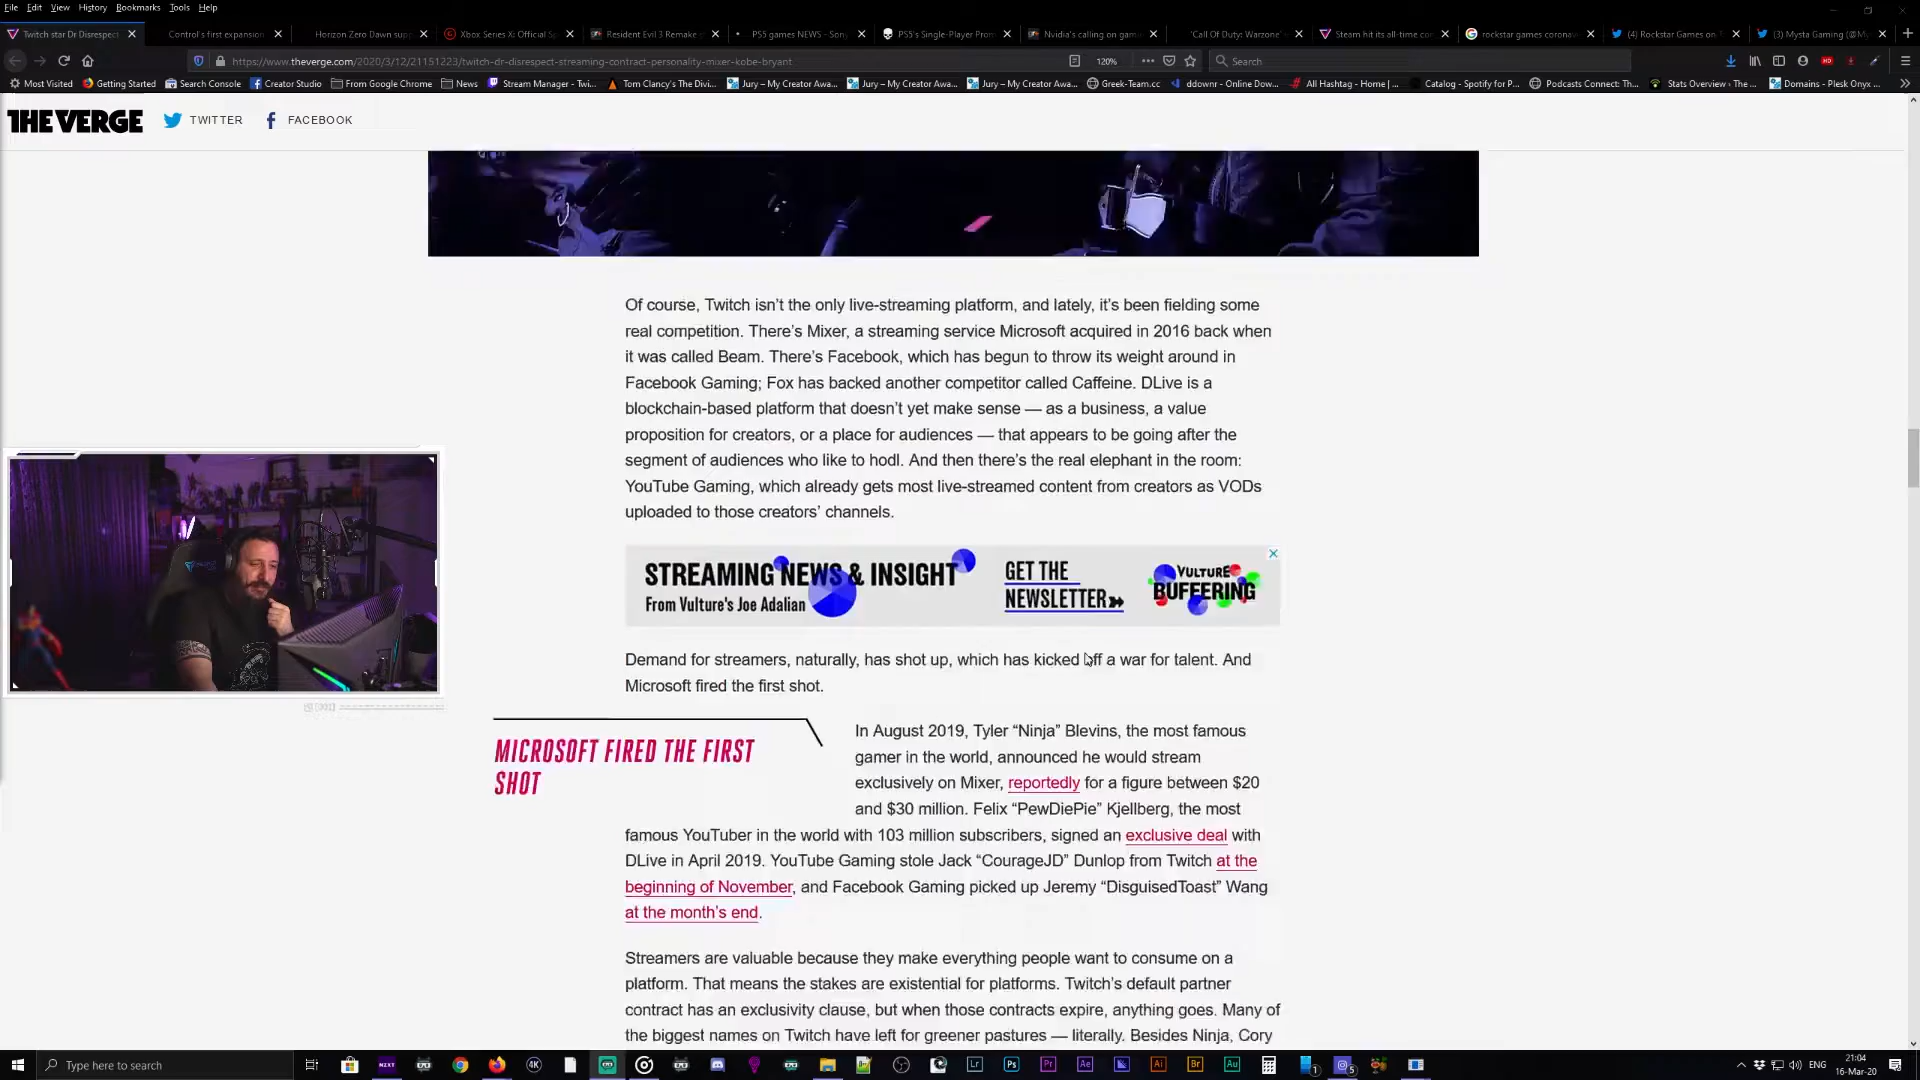 File Edit View History Bookmarks Tools Help
Twitch star Dr Disrespect
Control's first expansion
Horizon Zero Dawn sup
Xbox Series X: Official S
Resident Evil 3 Remake
PS5 games NEWS - Son
PS5's Single-Player Pro
Nvidia's calling on gam
'Call Of Duty: Warzone'
Steam hit its all-time con
rockstar games corona
(4) Rockstar Games on
(3) Mysta Gaming (@My
https://www.theverge.com/2020/3/12/21151223/twitch-dr-disrespect-streaming-contract-personality-mixer-kobe-bryant
120%
Search
Most Visited
Getting Started
Search Console
Creator Studio
From Google Chrome
News
Stream Manager - Twi...
Tom Clancy's The Divi...
Jury – My Creator Awa...
Jury – My Creator Awa...
Jury – My Creator Awa...
Greek-Team.cc
ddownr - Online Dow...
All Hashtag - Home | ...
Catalog - Spotify for P...
Podcasts Connect: Th...
Stats Overview ‹ The ...
Domains - Plesk Onyx ...
THE VERGE
TWITTER
FACEBOOK
Of course, Twitch isn't the only live-streaming platform, and lately, it's been fielding some
real competition. There's Mixer, a streaming service Microsoft acquired in 2016 back when
it was called Beam. There's Facebook, which has begun to throw its weight around in
Facebook Gaming; Fox has backed another competitor called Caffeine. DLive is a
blockchain-based platform that doesn't yet make sense — as a business, a value
proposition for creators, or a place for audiences — that appears to be going after the
segment of audiences who like to hodl. And then there's the real elephant in the room:
YouTube Gaming, which already gets most live-streamed content from creators as VODs
uploaded to those creators' channels.
STREAMING NEWS & INSIGHT
From Vulture's Joe Adalian
GET THE
NEWSLETTER
VULTURE
BUFFERING
Demand for streamers, naturally, has shot up, which has kicked off a war for talent. And
Microsoft fired the first shot.
MICROSOFT FIRED THE FIRST
SHOT
In August 2019, Tyler “Ninja” Blevins, the most famous
gamer in the world, announced he would stream
exclusively on Mixer, reportedly for a figure between $20
and $30 million. Felix “PewDiePie” Kjellberg, the most
famous YouTuber in the world with 103 million subscribers, signed an exclusive deal with
DLive in April 2019. YouTube Gaming stole Jack “CourageJD” Dunlop from Twitch at the
beginning of November, and Facebook Gaming picked up Jeremy “DisguisedToast” Wang
at the month's end.
Streamers are valuable because they make everything people want to consume on a
platform. That means the stakes are existential for platforms. Twitch's default partner
contract has an exclusivity clause, but when those contracts expire, anything goes. Many of
the biggest names on Twitch have left for greener pastures — literally. Besides Ninja, Cory
Type here to search
NZXT
4K
Lr
Ps
Pr
Ae
Ai
Br
Au
1
5
ENG
21:04
16-Mar-20